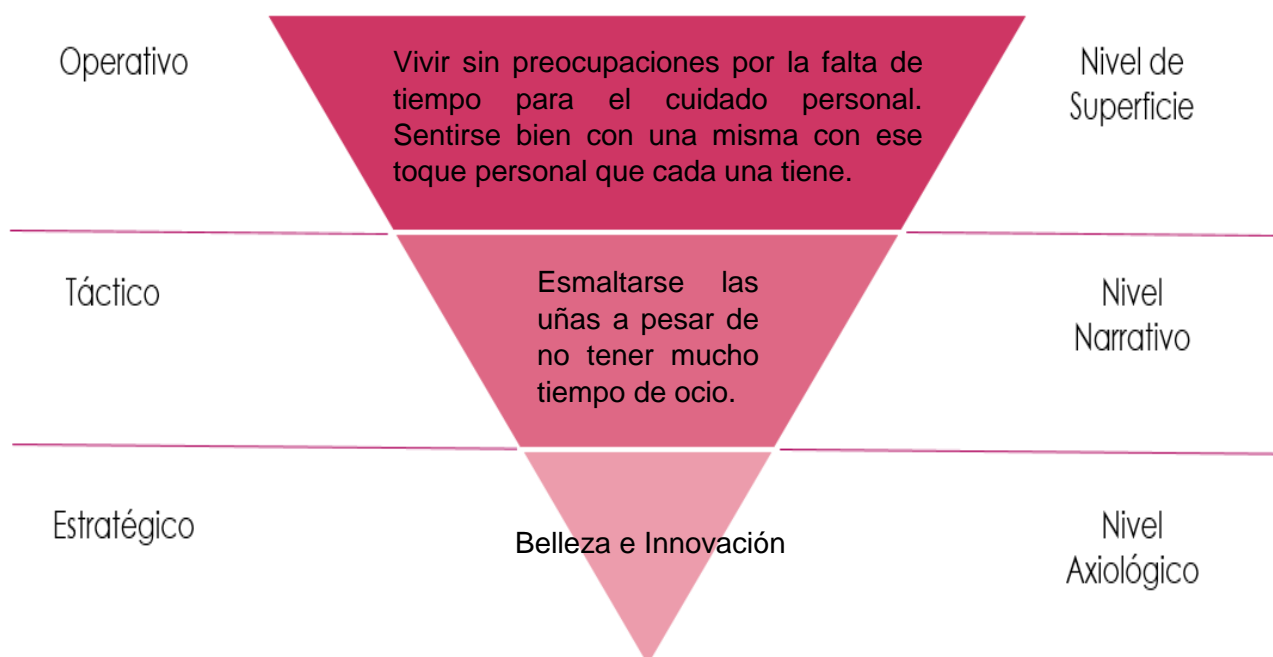 Operativo
Vivir sin preocupaciones por la falta de
tiempo para el cuidado personal.
Sentirse bien con una misma con ese
toque personal que cada una tiene.
Nivel de
Superficie
Táctico
Esmaltarse las
uñas a pesar de
no tener mucho
tiempo de ocio.
Nivel
Narrativo
Estratégico
Belleza e Innovación
Nivel
Axiológico